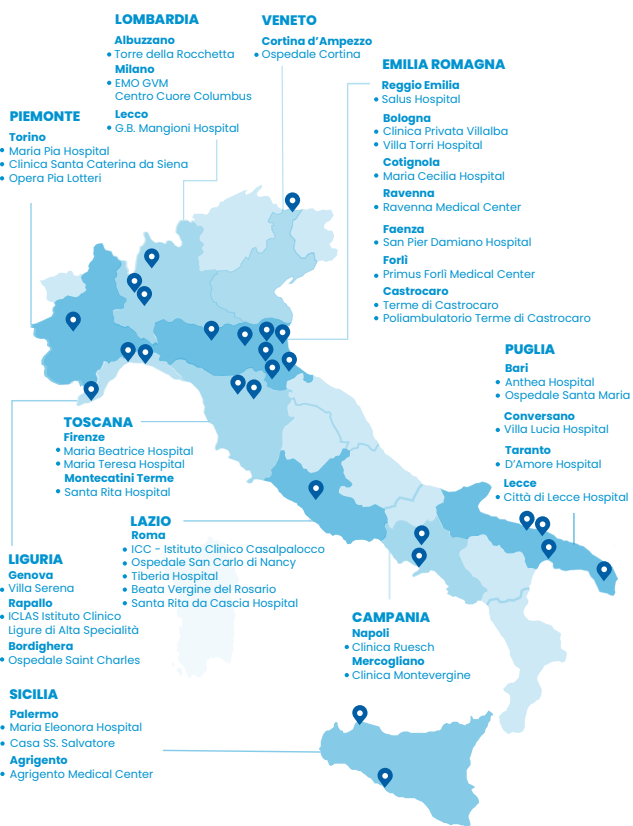 LOMBARDIA
Albuzzano
Torre della Rocchetta
Milano
EMO GVM
Centro Cuore Columbus
Lecco
G.B. Mangioni Hospital
VENETO
Cortina d'Ampezzo
Ospedale Cortina
EMILIA ROMAGNA
Reggio Emilia
Salus Hospital
Bologna
Clinica Privata Villalba
Villa Torri Hospital
Cotignola
Maria Cecilia Hospital
Ravenna
Ravenna Medical Center
Faenza
San Pier Damiano Hospital
Forlì
Primus Forlì Medical Center
Castrocaro
Terme di Castrocaro
Poliambulatorio Terme di Castrocaro
PIEMONTE
Torino
Maria Pia Hospital
Clinica Santa Caterina da Siena
Opera Pia Lotteri
PUGLIA
Bari
Anthea Hospital
Ospedale Santa Maria
Conversano
Villa Lucia Hospital
Taranto
D'Amore Hospital
Lecce
Città di Lecce Hospital
TOSCANA
Firenze
Maria Beatrice Hospital
Maria Teresa Hospital
Montecatini Terme
Santa Rita Hospital
LAZIO
Roma
ICC - Istituto Clinico Casalpalocco
Ospedale San Carlo di Nancy
Tiberia Hospital
Beata Vergine del Rosario
Santa Rita da Cascia Hospital
LIGURIA
Genova
Villa Serena
Rapallo
ICLAS Istituto Clinico
Ligure di Alta Specialità
Bordighera
Ospedale Saint Charles
CAMPANIA
Napoli
Clinica Ruesch
Mercogliano
Clinica Montevergine
SICILIA
Palermo
Maria Eleonora Hospital
Casa SS. Salvatore
Agrigento
Agrigento Medical Center